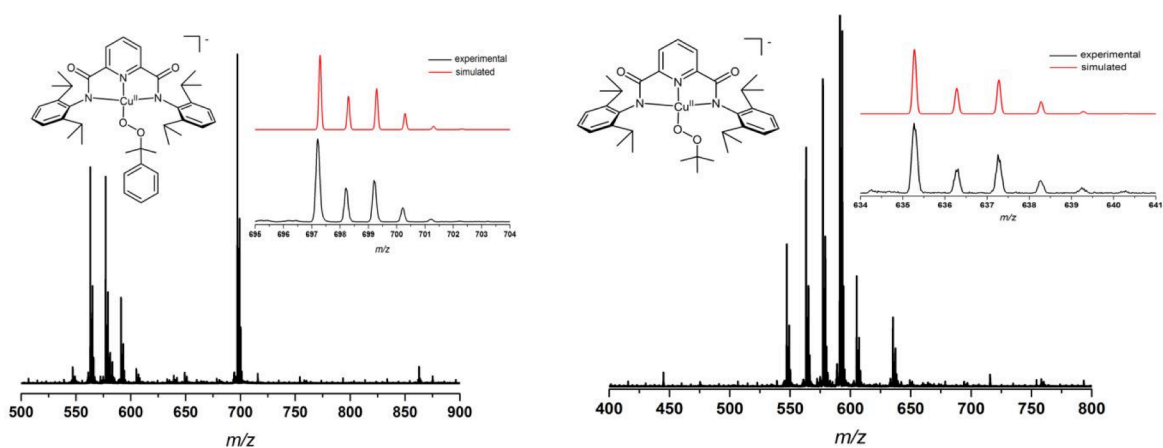 ⁻
O N O
N Cu^II N
O
O
experimental
simulated
695 696 697 698 699 700 701 702 703 704
m/z
500 550 600 650 700 750 800 850 900
m/z
⁻
O N O
N Cu^II N
O
O
experimental
simulated
634 635 636 637 638 639 640 641
m/z
400 450 500 550 600 650 700 750 800
m/z